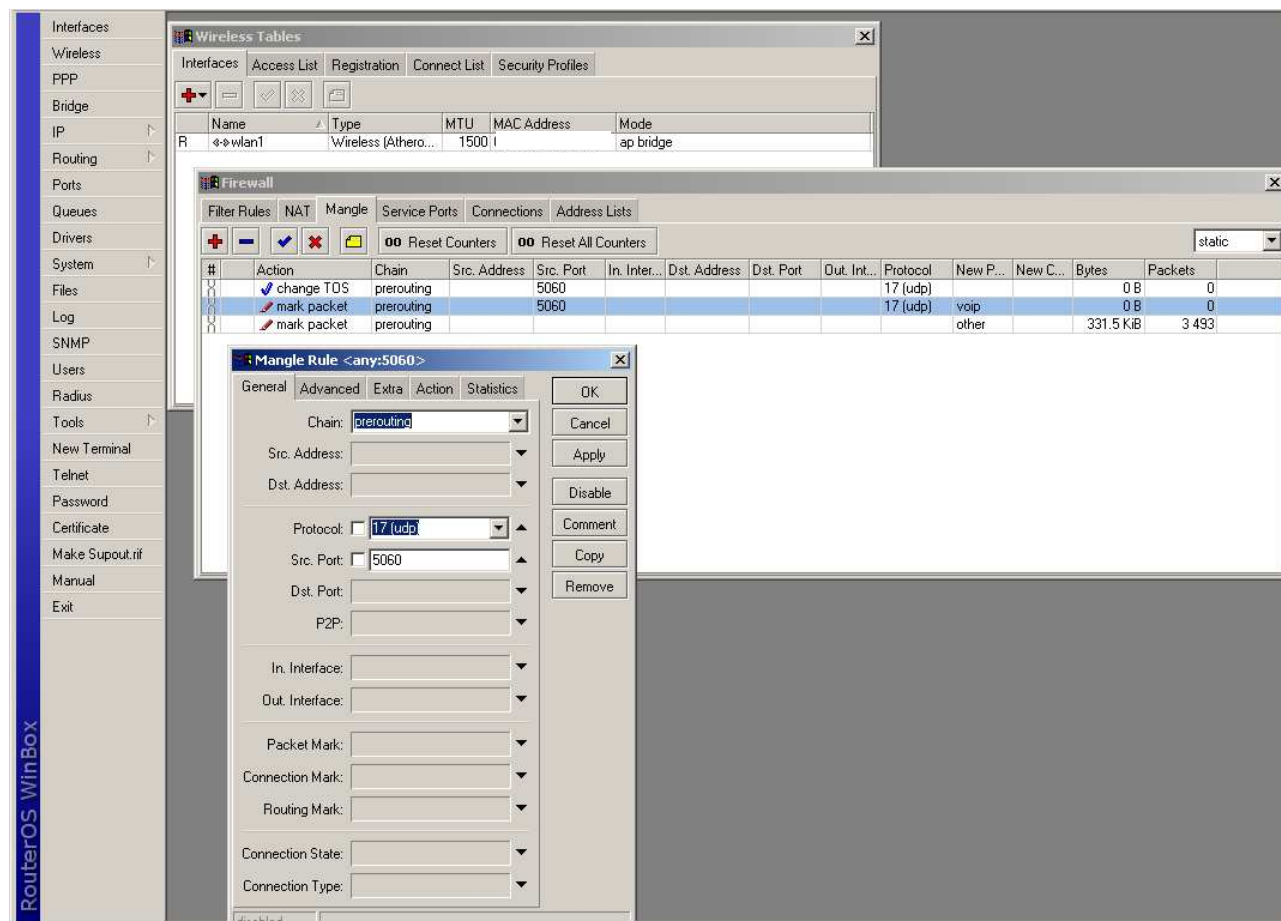 Interfaces
Wireless
PPP
Bridge
IP
Routing
Ports
Queues
Drivers
System
Files
Log
SNMP
Users
Radius
Tools
New Terminal
Telnet
Password
Certificate
Make Supout.rif
Manual
Exit
RouterOS WinBox
Wireless Tables
Interfaces Access List Registration Connect List Security Profiles
Name Type MTU MAC Address Mode
R wlan1 Wireless (Athero... 1500 ap bridge
Firewall
Filter Rules NAT Mangle Service Ports Connections Address Lists
00 Reset Counters 00 Reset All Counters static
# Action Chain Src. Address Src. Port In. Inter... Dst. Address Dst. Port Out. Int... Protocol New P... New C... Bytes Packets
change TOS prerouting 5060 17 (udp) 0 B 0
mark packet prerouting 5060 17 (udp) voip 0 B 0
mark packet prerouting other 331.5 KiB 3 493
Mangle Rule <any:5060>
General Advanced Extra Action Statistics
Chain: prerouting
Src. Address:
Dst. Address:
Protocol: 17 (udp)
Src. Port: 5060
Dst. Port:
P2P:
In. Interface:
Out. Interface:
Packet Mark:
Connection Mark:
Routing Mark:
Connection State:
Connection Type:
disabled
OK
Cancel
Apply
Disable
Comment
Copy
Remove